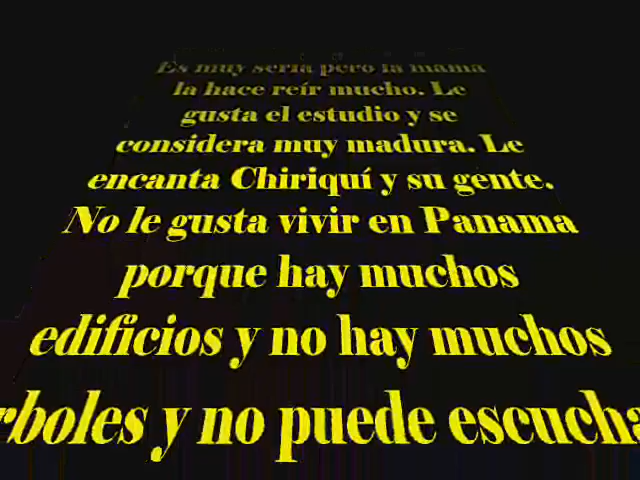 Es muy seria pero la mama
la hace reír mucho. Le
gusta el estudio y se
considera muy madura. Le
encanta Chiriquí y su gente.
No le gusta vivir en Panama
porque hay muchos
edificios y no hay muchos
rboles y no puede escucha